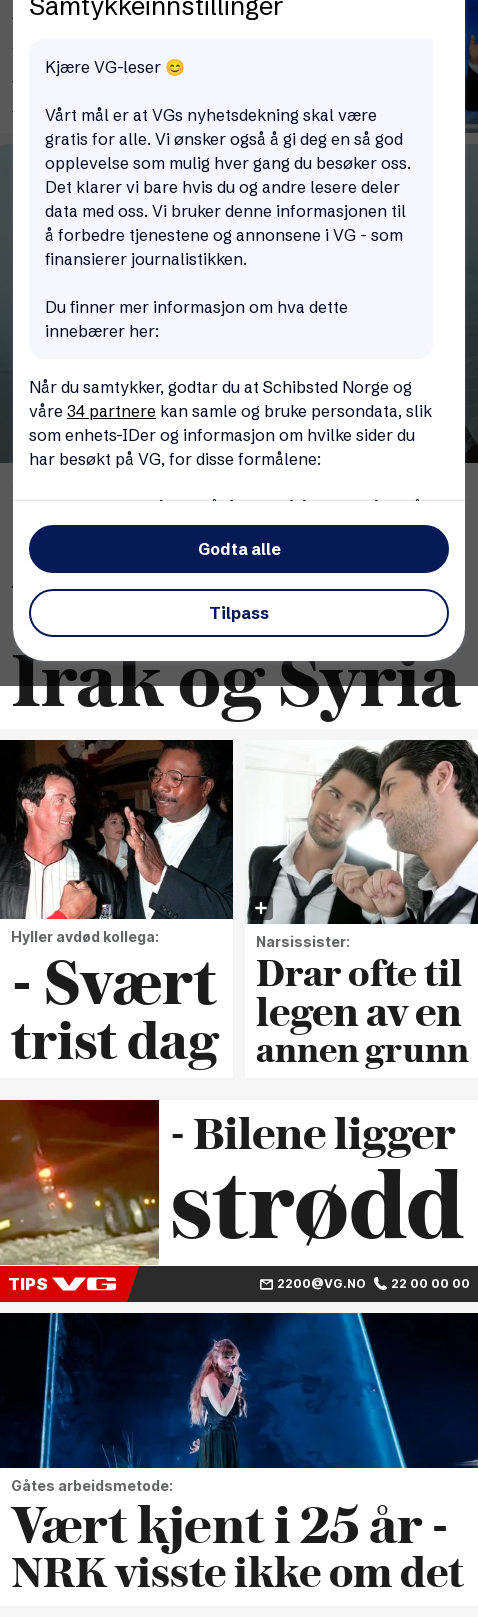 Samtykkeinnstillinger
Kjære VG-leser 😊
Vårt mål er at VGs nyhetsdekning skal være
gratis for alle. Vi ønsker også å gi deg en så god
opplevelse som mulig hver gang du besøker oss.
Det klarer vi bare hvis du og andre lesere deler
data med oss. Vi bruker denne informasjonen til
å forbedre tjenestene og annonsene i VG - som
finansierer journalistikken.
Du finner mer informasjon om hva dette
innebærer her:
Når du samtykker, godtar du at Schibsted Norge og
våre 34 partnere kan samle og bruke persondata, slik
som enhets-IDer og informasjon om hvilke sider du
har besøkt på VG, for disse formålene:
Godta alle
Tilpass
Irak og Syria
Hyller avdød kollega:
- Svært
trist dag
Narsissister:
Drar ofte til
legen av en
annen grunn
- Bilene ligger
strødd
TIPS VG
2200@VG.NO 22 00 00 00
Gåtes arbeidsmetode:
Vært kjent i 25 år -
NRK visste ikke om det